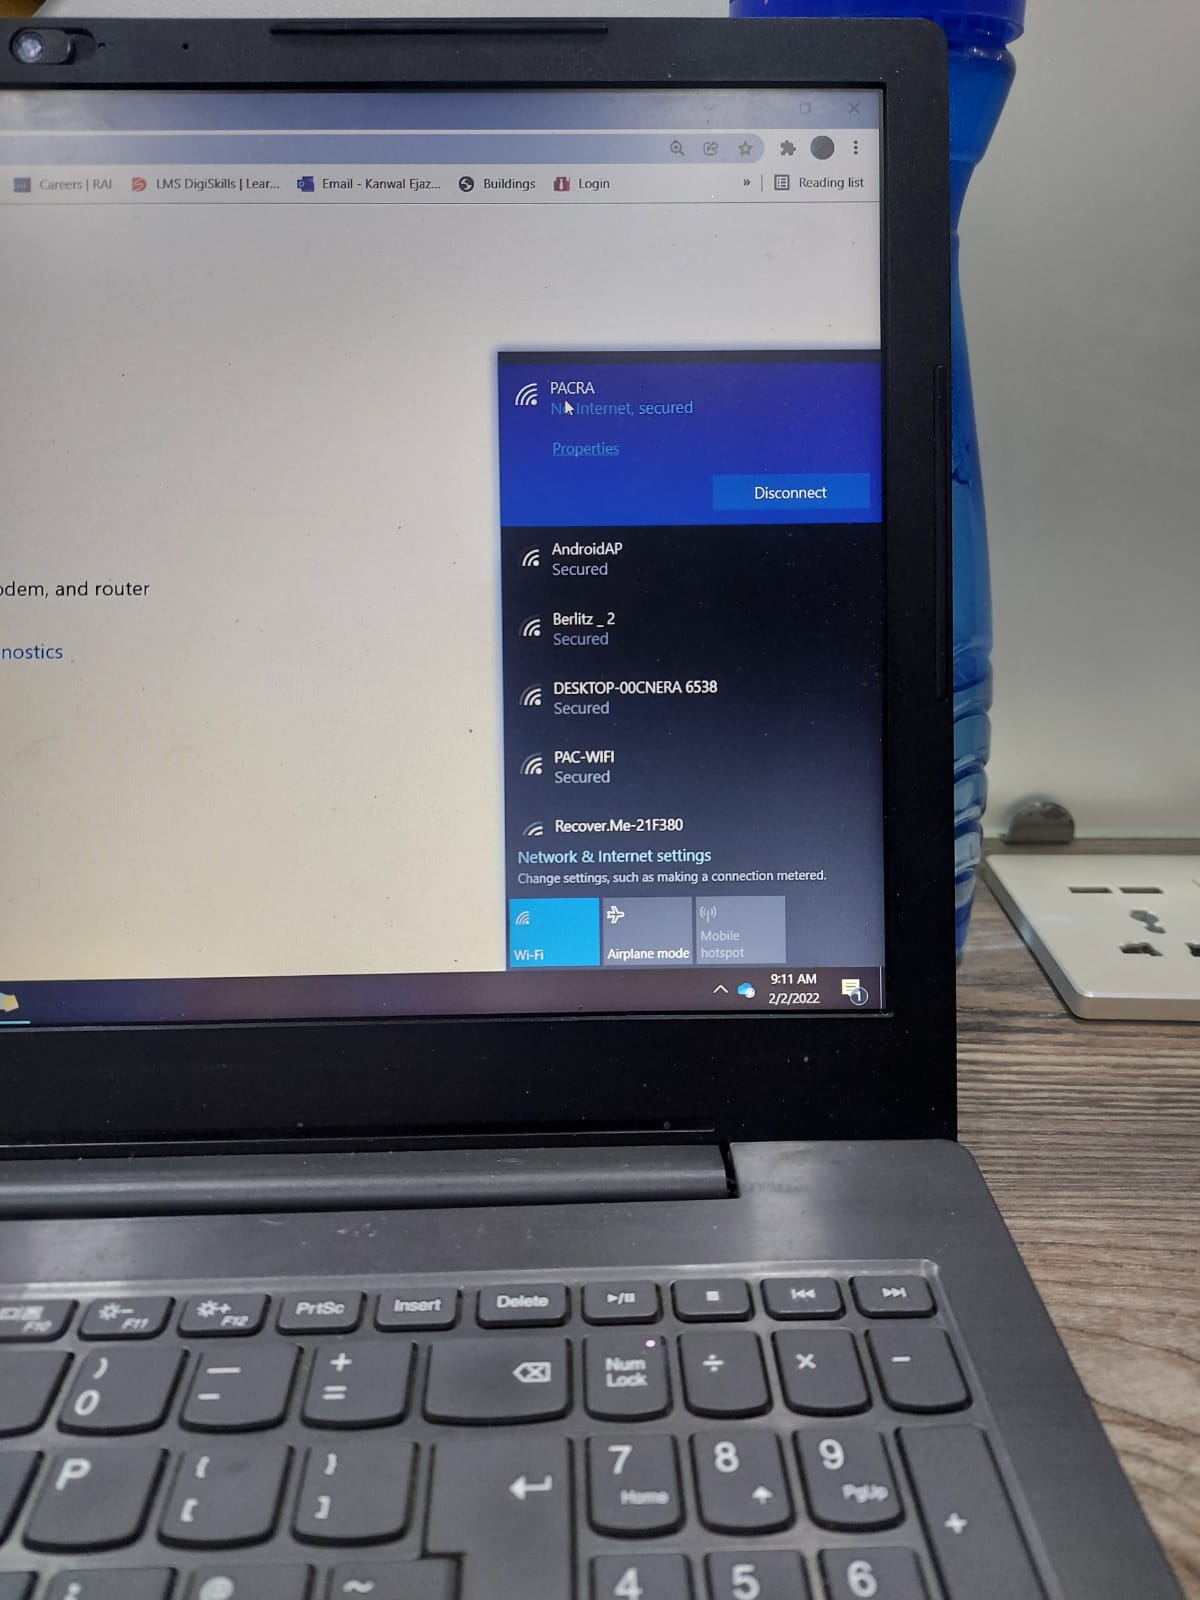 Careers | RAI LMS DigiSkills | Lear... Email - Kanwal Ejaz... Buildings Login » Reading list
PACRA
No Internet, secured
Properties
Disconnect
AndroidAP
Secured
odem, and router
Berlitz _ 2
Secured
nostics
DESKTOP-00CNERA 6538
Secured
PAC-WIFI
Secured
Recover.Me-21F380
Network & Internet settings
Change settings, such as making a connection metered.
Wi-Fi
Airplane mode
Mobile
hotspot
9:11 AM
2/2/2022
1
F10 F11 F12 PrtSc Insert Delete
) 0 — - + = Num Lock ÷ × -
P { [ } ] 7 Home 8 9 PgUp +
: @ ~ 4 5 6